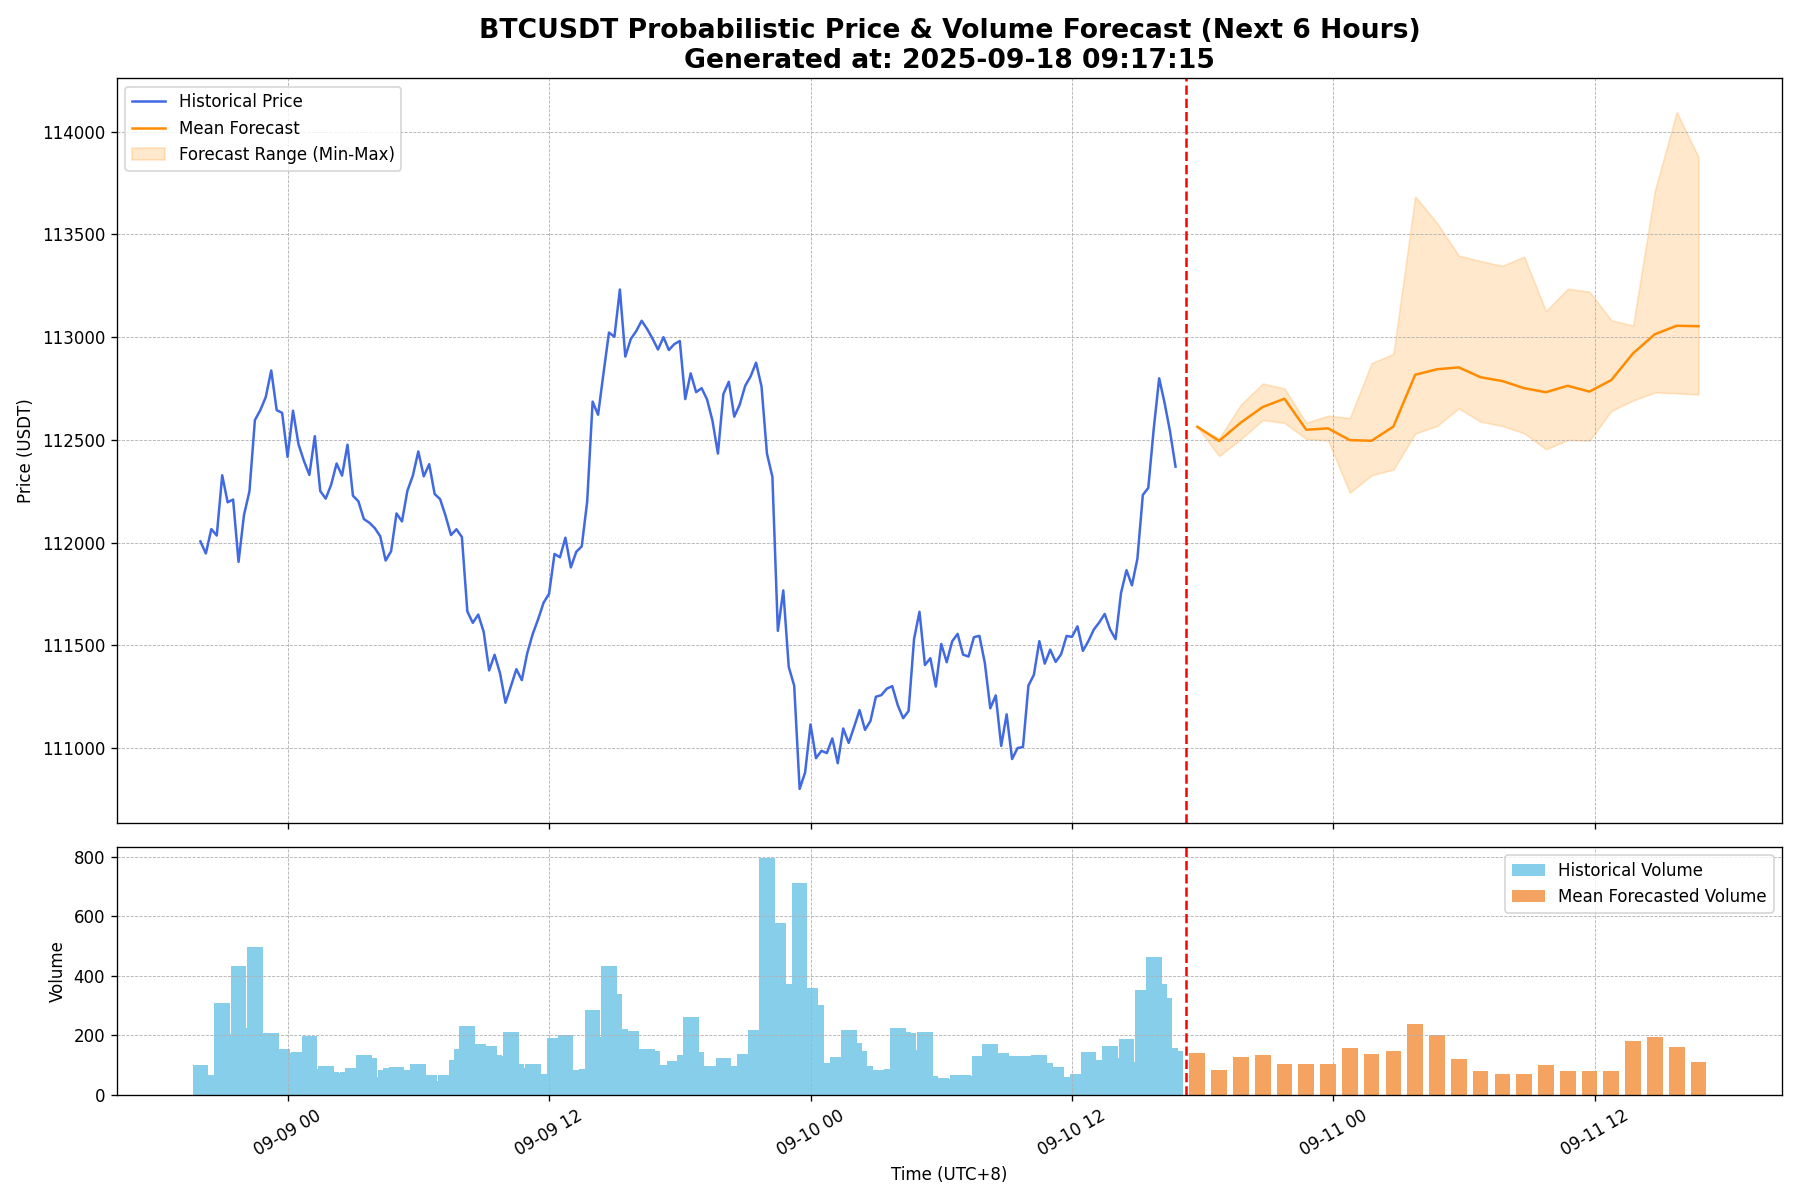 BTCUSDT Probabilistic Price & Volume Forecast (Next 6 Hours)
Generated at: 2025-09-18 09:17:15
Historical Price
Mean Forecast
Forecast Range (Min-Max)
114000
113500
113000
112500
112000
111500
111000
Price (USDT)
Historical Volume
Mean Forecasted Volume
800
600
400
200
0
Volume
09-09 00
09-09 12
09-10 00
09-10 12
09-11 00
09-11 12
Time (UTC+8)